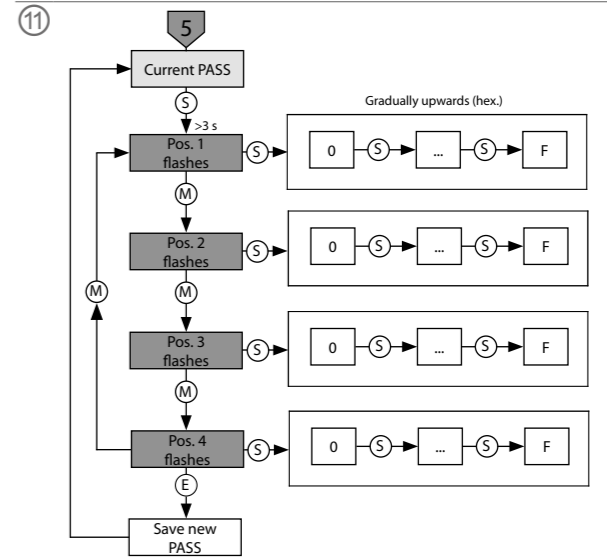 ⑪
5
Current PASS
S
>3 s
Gradually upwards (hex.)
Pos. 1
flashes
S
0 S ... S F
M
Pos. 2
flashes
S
0 S ... S F
M
M
Pos. 3
flashes
S
0 S ... S F
M
Pos. 4
flashes
S
0 S ... S F
E
Save new
PASS